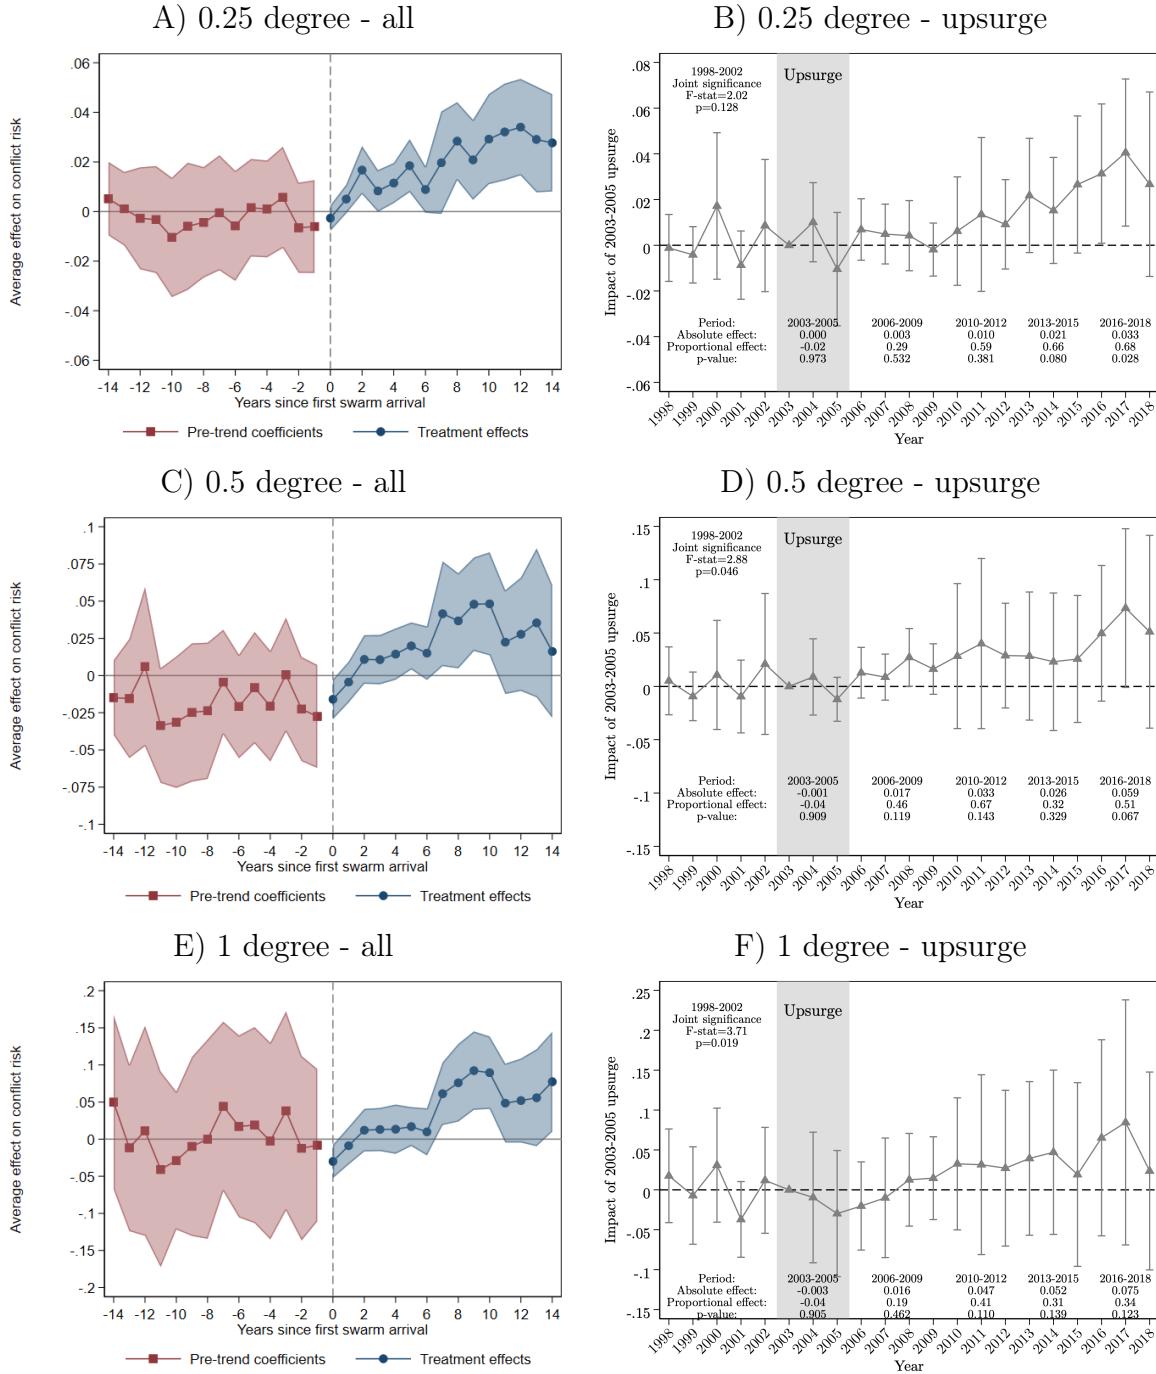 A) 0.25 degree - all
.06
.04
.02
0
-.02
-.04
-.06
Average effect on conflict risk
-14 -12 -10 -8 -6 -4 -2 0 2 4 6 8 10 12 14
Years since first swarm arrival
Pre-trend coefficients Treatment effects
B) 0.25 degree - upsurge
.08
.06
.04
.02
0
-.02
-.04
-.06
Impact of 2003-2005 upsurge
1998-2002
Joint significance
F-stat=2.02
p=0.128
Upsurge
Period: 2003-2005 2006-2009 2010-2012 2013-2015 2016-2018
Absolute effect: 0.000 0.003 0.010 0.021 0.033
Proportional effect: -0.02 0.29 0.59 0.66 0.68
p-value: 0.973 0.532 0.381 0.080 0.028
1998 1999 2000 2001 2002 2003 2004 2005 2006 2007 2008 2009 2010 2011 2012 2013 2014 2015 2016 2017 2018
Year
C) 0.5 degree - all
.1
.075
.05
.025
0
-.025
-.05
-.075
-.1
Average effect on conflict risk
-14 -12 -10 -8 -6 -4 -2 0 2 4 6 8 10 12 14
Years since first swarm arrival
Pre-trend coefficients Treatment effects
D) 0.5 degree - upsurge
.15
.1
.05
0
-.05
-.1
-.15
Impact of 2003-2005 upsurge
1998-2002
Joint significance
F-stat=2.88
p=0.046
Upsurge
Period: 2003-2005 2006-2009 2010-2012 2013-2015 2016-2018
Absolute effect: -0.001 0.017 0.033 0.026 0.059
Proportional effect: -0.04 0.46 0.67 0.32 0.51
p-value: 0.909 0.119 0.143 0.329 0.067
1998 1999 2000 2001 2002 2003 2004 2005 2006 2007 2008 2009 2010 2011 2012 2013 2014 2015 2016 2017 2018
Year
E) 1 degree - all
.2
.15
.1
.05
0
-.05
-.1
-.15
-.2
Average effect on conflict risk
-14 -12 -10 -8 -6 -4 -2 0 2 4 6 8 10 12 14
Years since first swarm arrival
Pre-trend coefficients Treatment effects
F) 1 degree - upsurge
.25
.2
.15
.1
.05
0
-.05
-.1
-.15
Impact of 2003-2005 upsurge
1998-2002
Joint significance
F-stat=3.71
p=0.019
Upsurge
Period: 2003-2005 2006-2009 2010-2012 2013-2015 2016-2018
Absolute effect: -0.003 0.016 0.047 0.052 0.075
Proportional effect: -0.04 0.19 0.41 0.31 0.34
p-value: 0.905 0.462 0.110 0.139 0.123
1998 1999 2000 2001 2002 2003 2004 2005 2006 2007 2008 2009 2010 2011 2012 2013 2014 2015 2016 2017 2018
Year